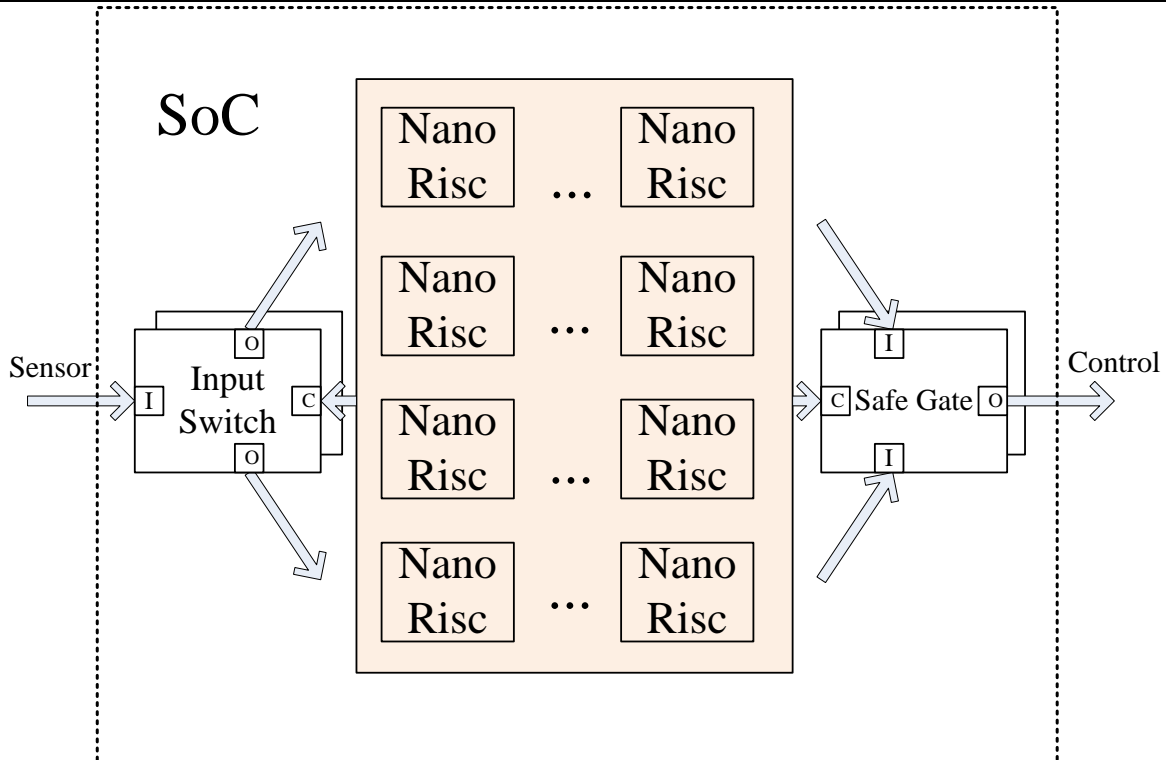 SoC
Nano
Risc
...
Nano
Risc
Nano
Risc
...
Nano
Risc
Nano
Risc
...
Nano
Risc
Nano
Risc
...
Nano
Risc
Sensor
I
O
Input
Switch
C
O
I
C
Safe Gate
O
I
Control